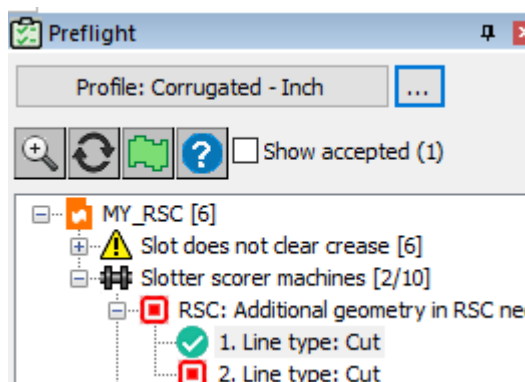 Preflight
Profile: Corrugated - Inch
...
Show accepted (1)
MY_RSC [6]
Slot does not clear crease [6]
Slotter scorer machines [2/10]
RSC: Additional geometry in RSC
1. Line type: Cut
2. Line type: Cut